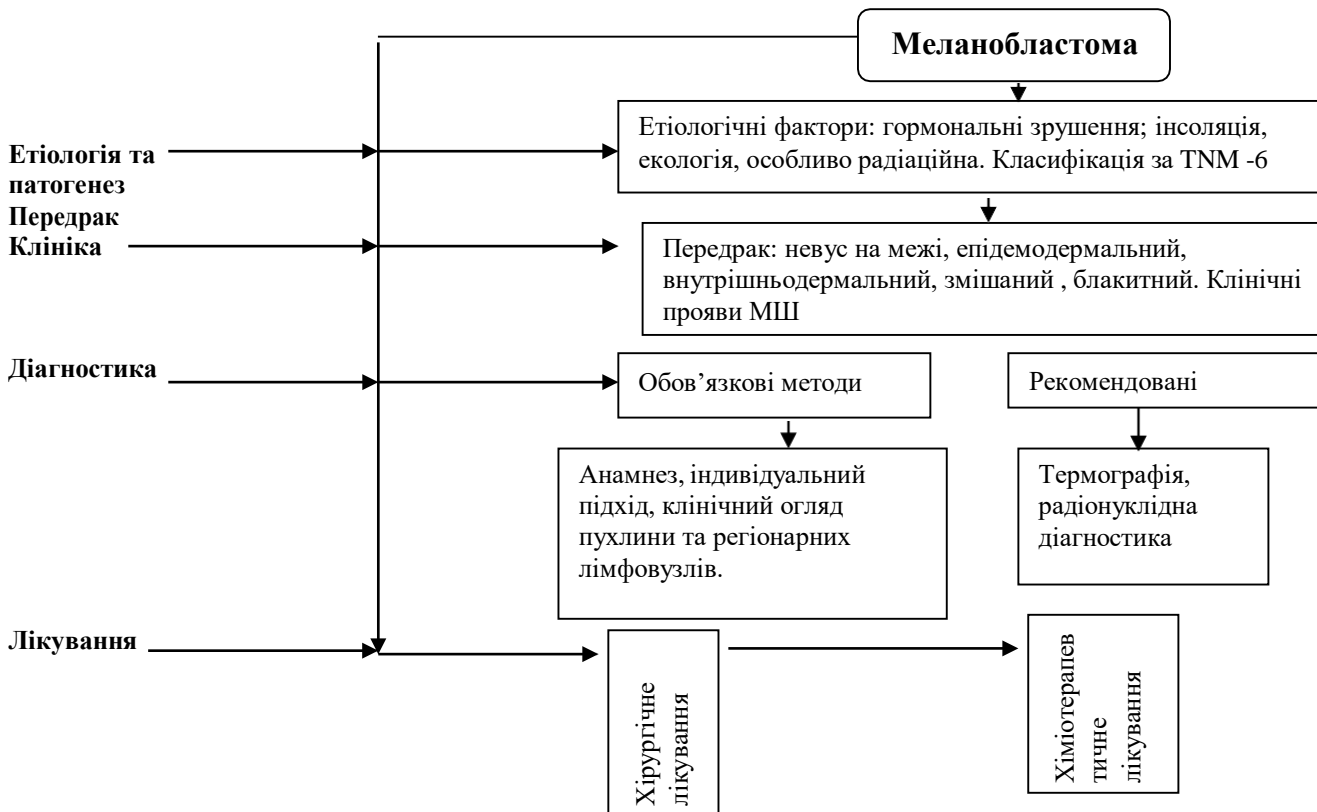 Меланобластома
Етіологічні фактори: гормональні зрушення; інсоляція,
екологія, особливо радіаційна. Класифікація за TNM -6
Етіологія та
патогенез
Передрак
Клініка
Передрак: невус на межі, епідемодермальний,
внутрішньодермальний, змішаний , блакитний. Клінічні
прояви МШ
Діагностика
Обов’язкові методи
Рекомендовані
Анамнез, індивідуальний
підхід, клінічний огляд
пухлини та регіонарних
лімфовузлів.
Термографія,
радіонуклідна
діагностика
Лікування
Хірургічне
лікування
Хіміотерапев
тичне
лікування